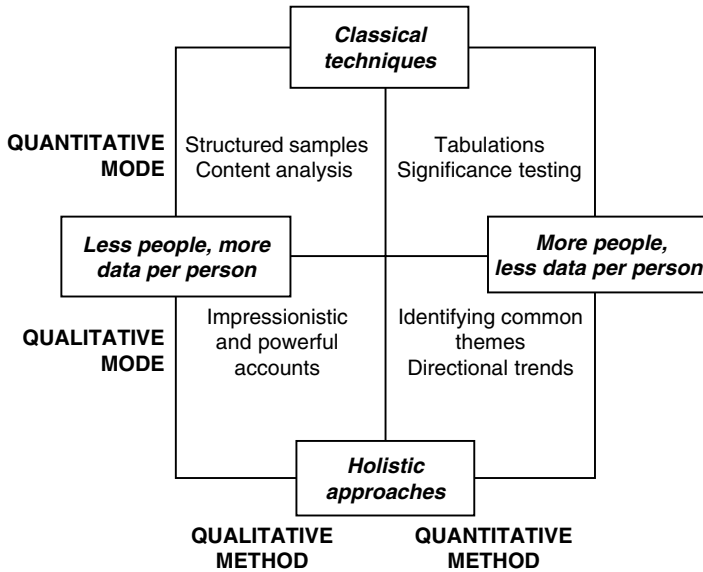 Classical
techniques
QUANTITATIVE
MODE
Structured samples
Content analysis
Tabulations
Significance testing
Less people, more
data per person
More people,
less data per person
QUALITATIVE
MODE
Impressionistic
and powerful
accounts
Identifying common
themes
Directional trends
Holistic
approaches
QUALITATIVE
METHOD
QUANTITATIVE
METHOD